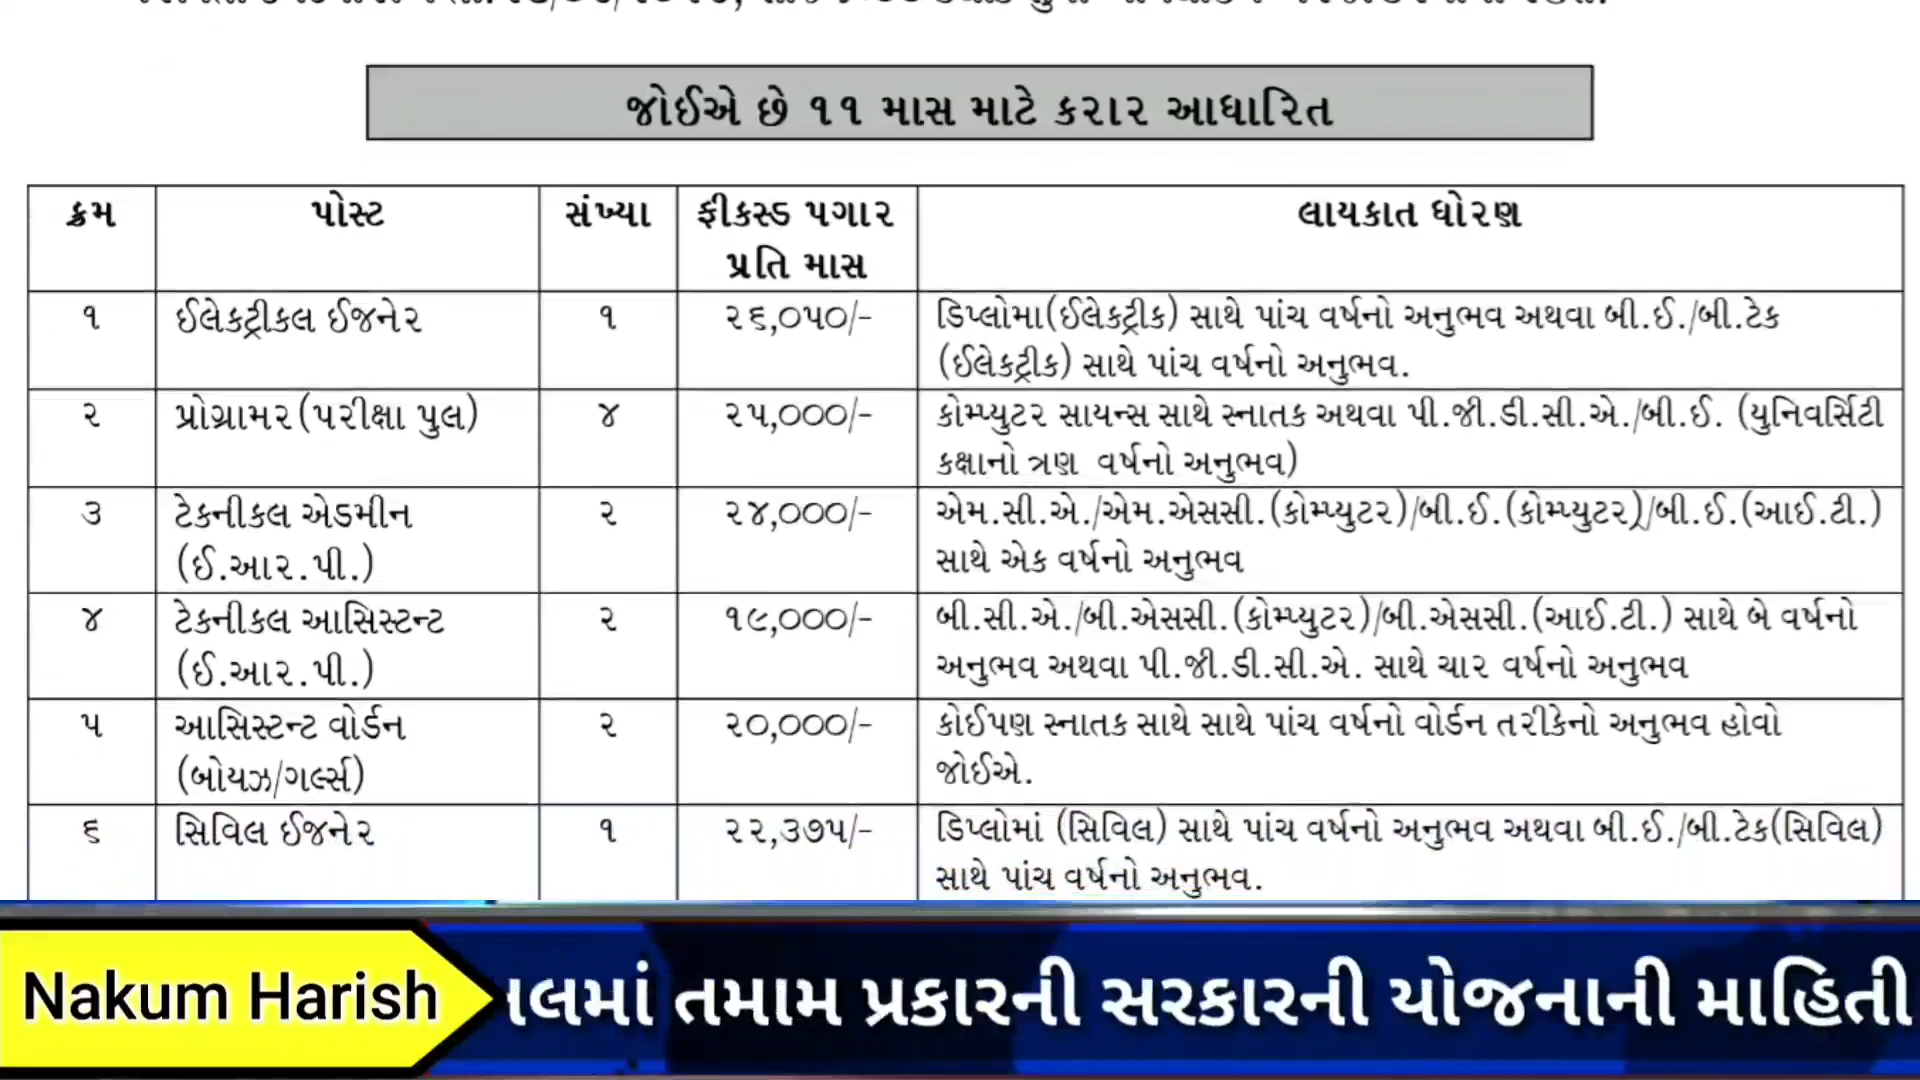 જોઈએ છે ૧૧ માસ માટે કરાર આધારિત
ક્રમ પોસ્ટ સંખ્યા ફીકસ્ડ પગાર પ્રતિ માસ લાયકાત ધોરણ
૧ ઈલેકટ્રીકલ ઈજનેર ૧ ૨૬,૦૫૦/- ડિપ્લોમા(ઈલેકટ્રીક) સાથે પાંચ વર્ષનો અનુભવ અથવા બી.ઈ./બી.ટેક
(ઈલેકટ્રીક) સાથે પાંચ વર્ષનો અનુભવ.
૨ પ્રોગ્રામર(પરીક્ષા પુલ) ૪ ૨૫,૦૦૦/- કોમ્પ્યુટર સાયન્સ સાથે સ્નાતક અથવા પી.જી.ડી.સી.એ./બી.ઈ. (યુનિવર્સિટી
કક્ષાનો ત્રણ વર્ષનો અનુભવ)
૩ ટેકનીકલ એડમીન ૨ ૨૪,૦૦૦/- એમ.સી.એ./એમ.એસસી.(કોમ્પ્યુટર)/બી.ઈ.(કોમ્પ્યુટર)/બી.ઈ.(આઈ.ટી.)
(ઈ.આર.પી.) સાથે એક વર્ષનો અનુભવ
૪ ટેકનીકલ આસિસ્ટન્ટ ૨ ૧૯,૦૦૦/- બી.સી.એ./બી.એસસી.(કોમ્પ્યુટર)/બી.એસસી.(આઈ.ટી.) સાથે બે વર્ષનો
(ઈ.આર.પી.) અનુભવ અથવા પી.જી.ડી.સી.એ. સાથે ચાર વર્ષનો અનુભવ
૫ આસિસ્ટન્ટ વોર્ડન ૨ ૨૦,૦૦૦/- કોઈપણ સ્નાતક સાથે સાથે પાંચ વર્ષનો વોર્ડન તરીકેનો અનુભવ હોવો
(બોયઝ/ગર્લ્સ) જોઈએ.
૬ સિવિલ ઈજનેર ૧ ૨૨,૩૭૫/- ડિપ્લોમાં (સિવિલ) સાથે પાંચ વર્ષનો અનુભવ અથવા બી.ઈ./બી.ટેક(સિવિલ)
સાથે પાંચ વર્ષનો અનુભવ.
Nakum Harish તમામ પ્રકારની સરકારની યોજનાની માહિતી